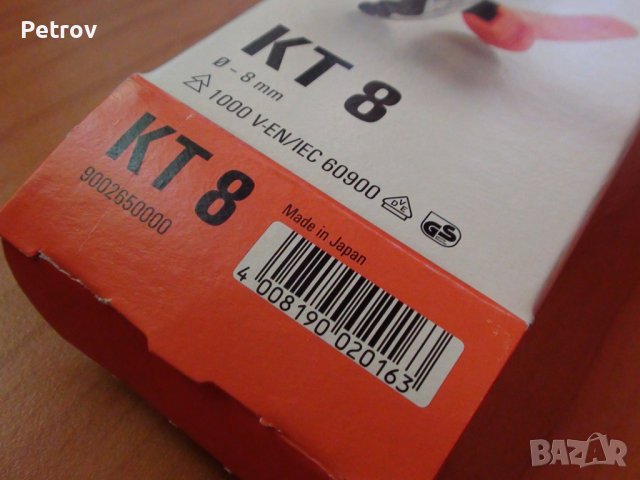 Petrov
KT 8
Ø - 8 mm
1000 V-EN/IEC 60900
DVE
GS
KT 8
9002650000
Made in Japan
4 008190 020163
BAZAR